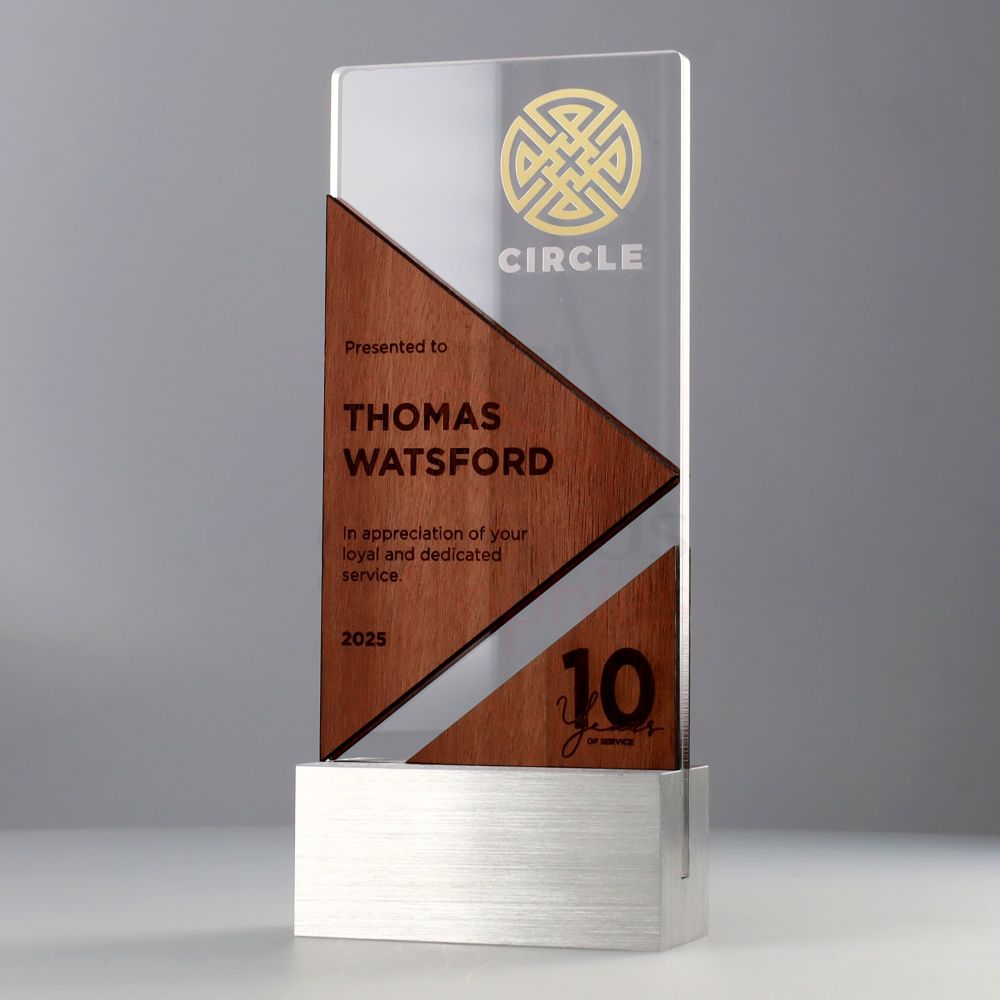 CIRCLE
Presented to
THOMAS
WATSFORD
In appreciation of your
loyal and dedicated
service.
2025
10
Years
OF SERVICE